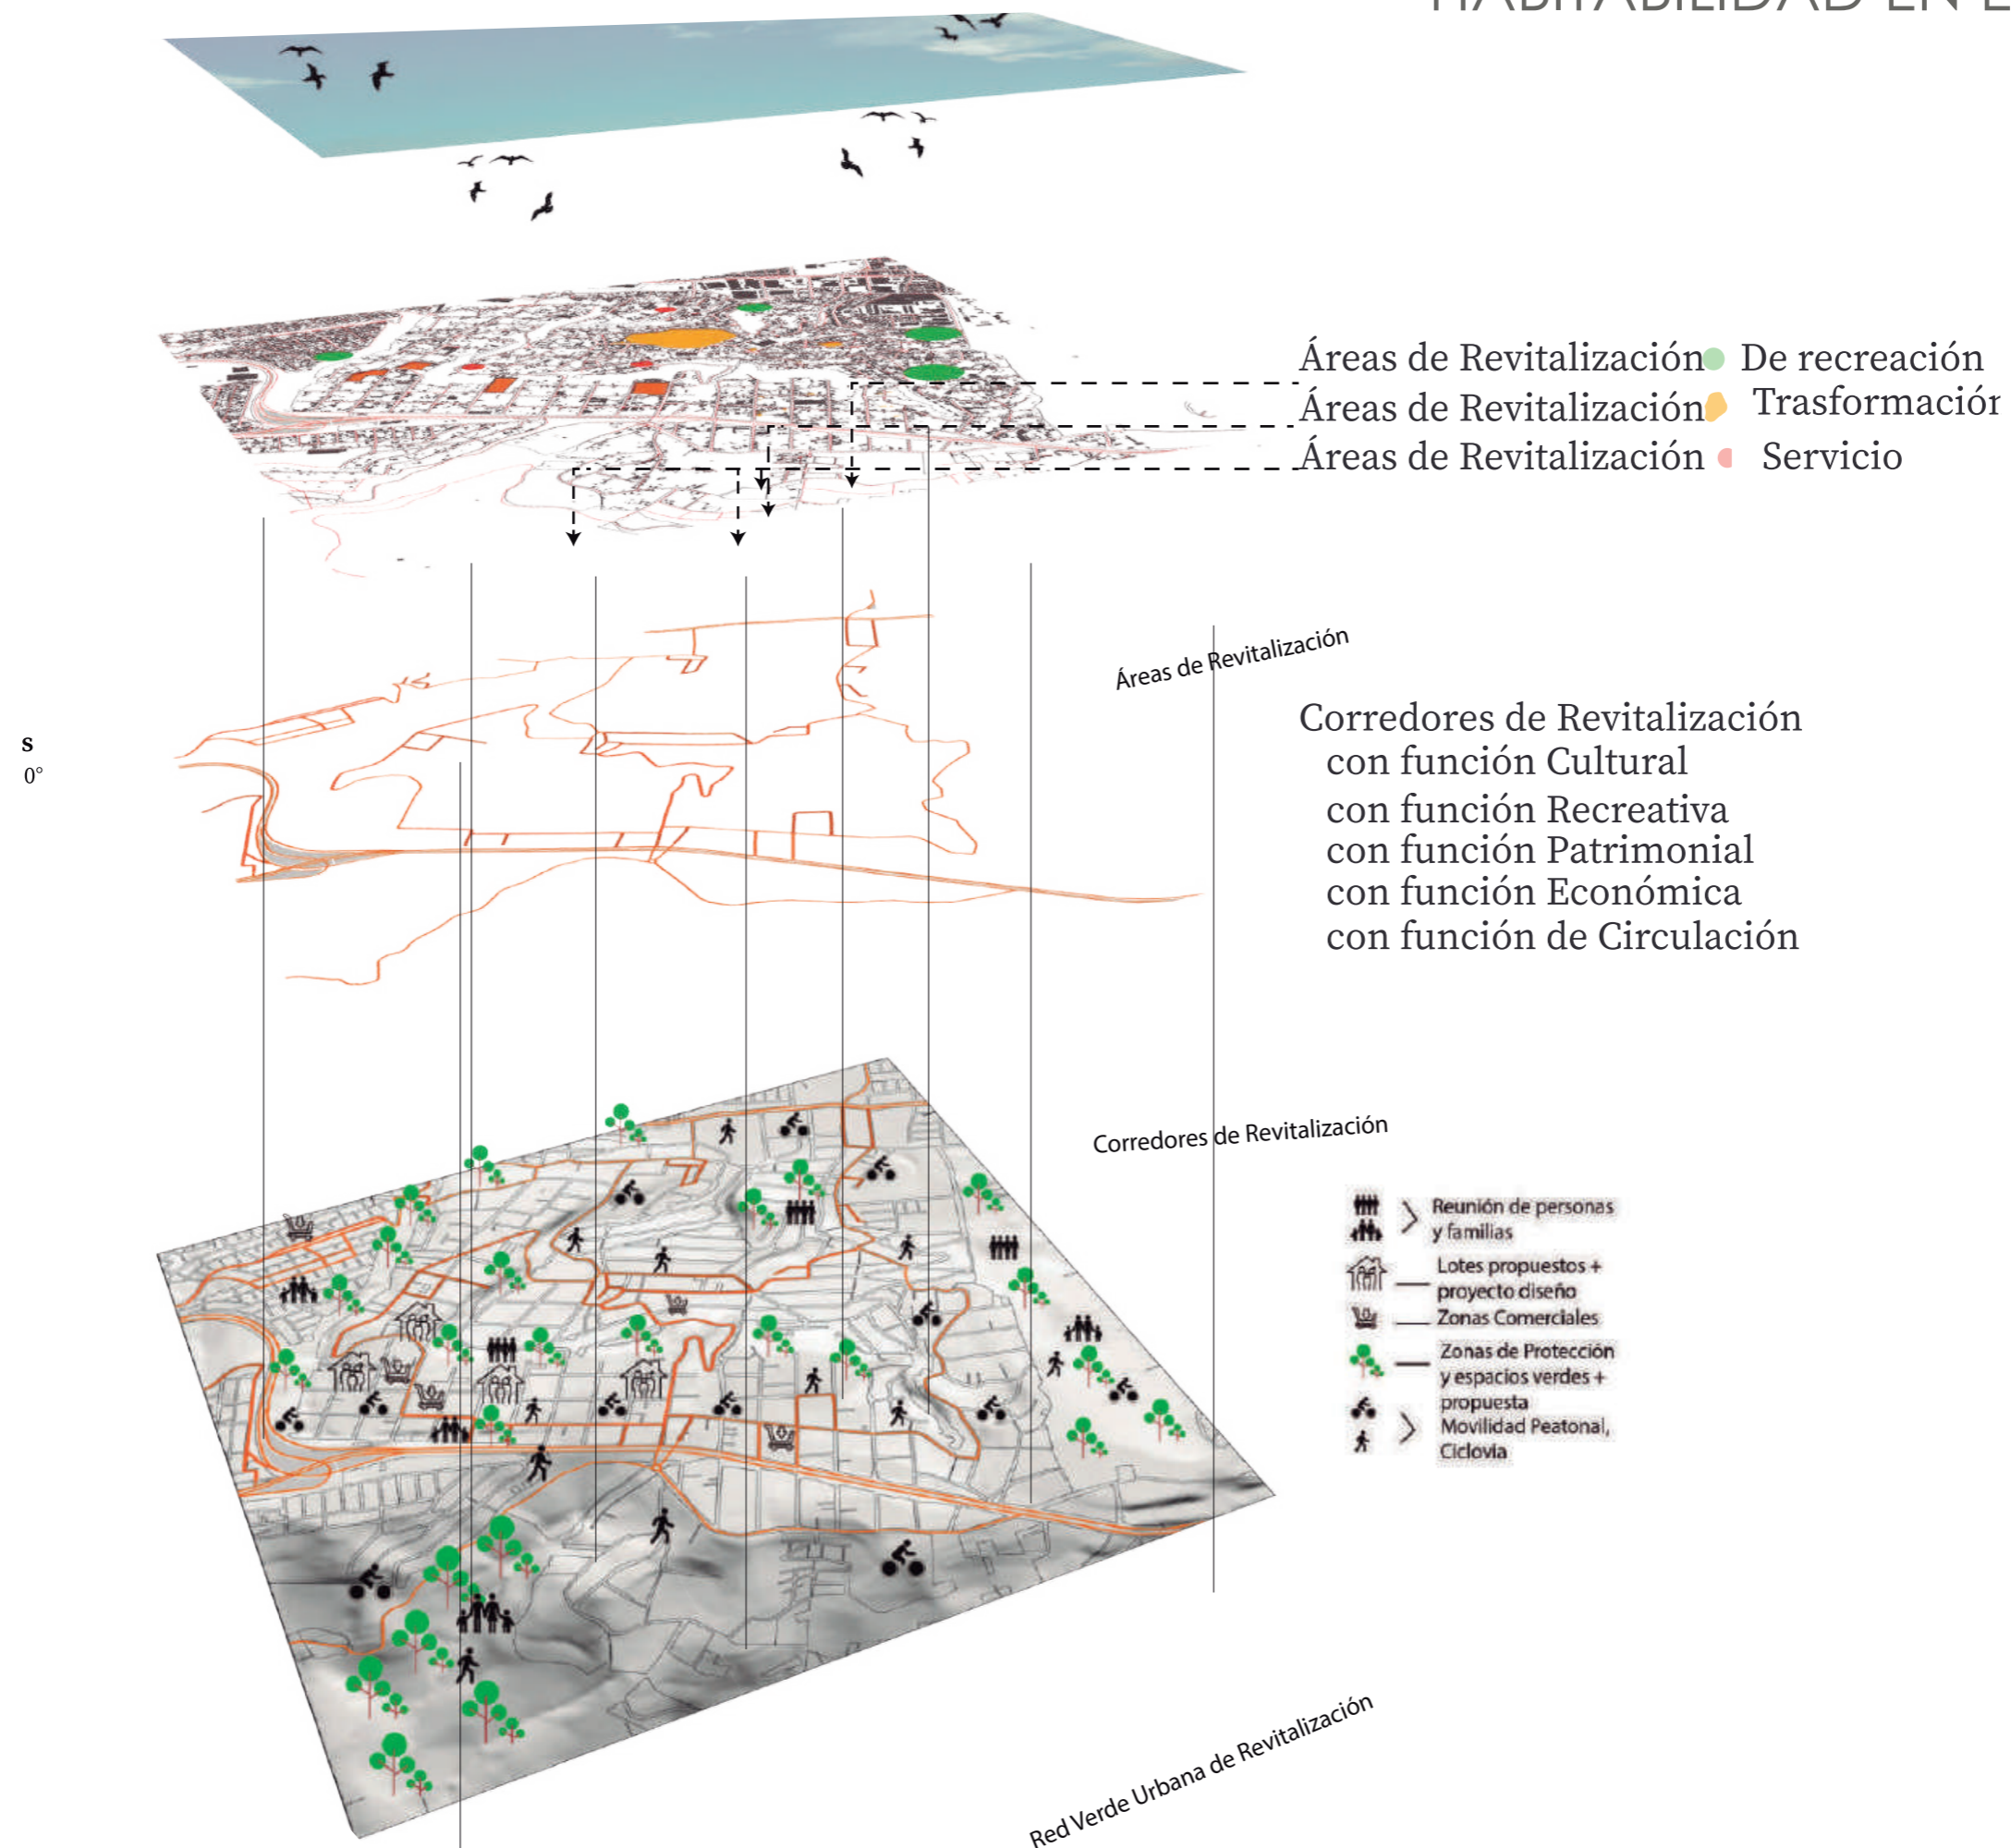 HABITABILIDAD EN E
Áreas de Revitalización De recreación
Áreas de Revitalización Trasformación
Áreas de Revitalización Servicio
Áreas de Revitalización
s
0°
Corredores de Revitalización
con función Cultural
con función Recreativa
con función Patrimonial
con función Económica
con función de Circulación
Corredores de Revitalización
Reunión de personas
y familias
Lotes propuestos +
proyecto diseño
Zonas Comerciales
Zonas de Protección
y espacios verdes +
propuesta
Movilidad Peatonal,
Ciclovia
Red Verde Urbana de Revitalización